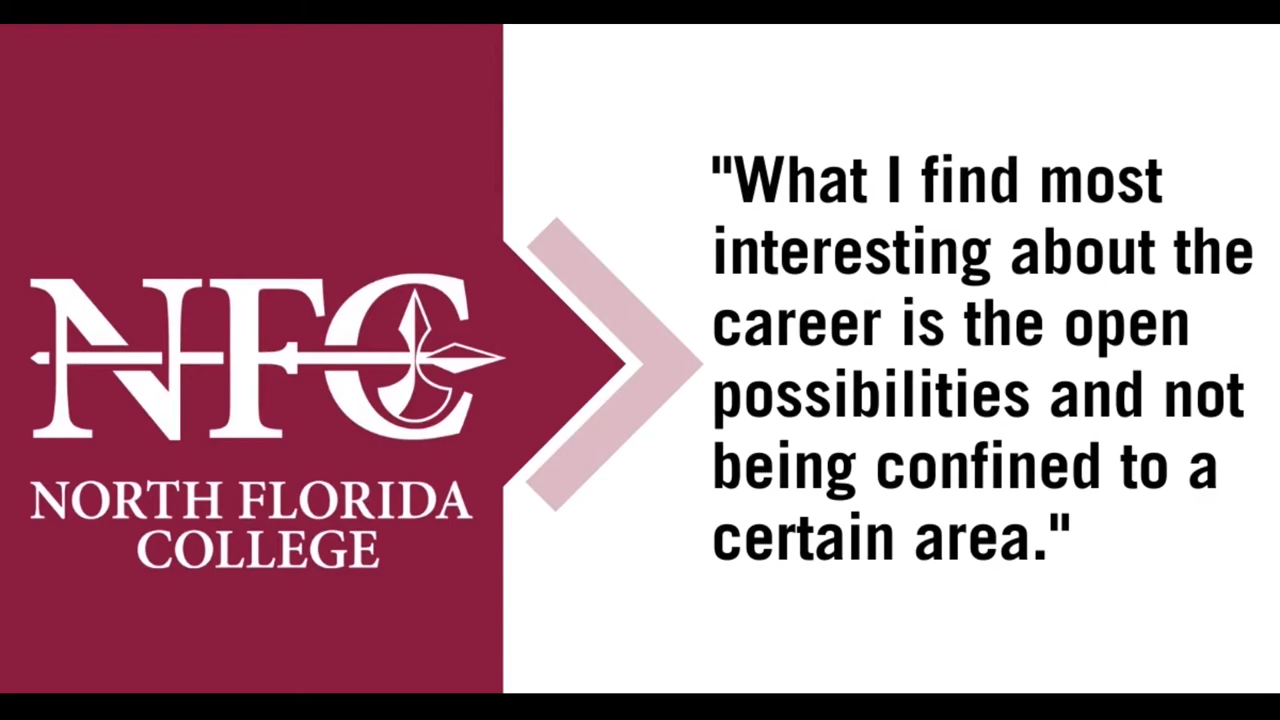 NFC
NORTH FLORIDA
COLLEGE
"What I find most
interesting about the
career is the open
possibilities and not
being confined to a
certain area."